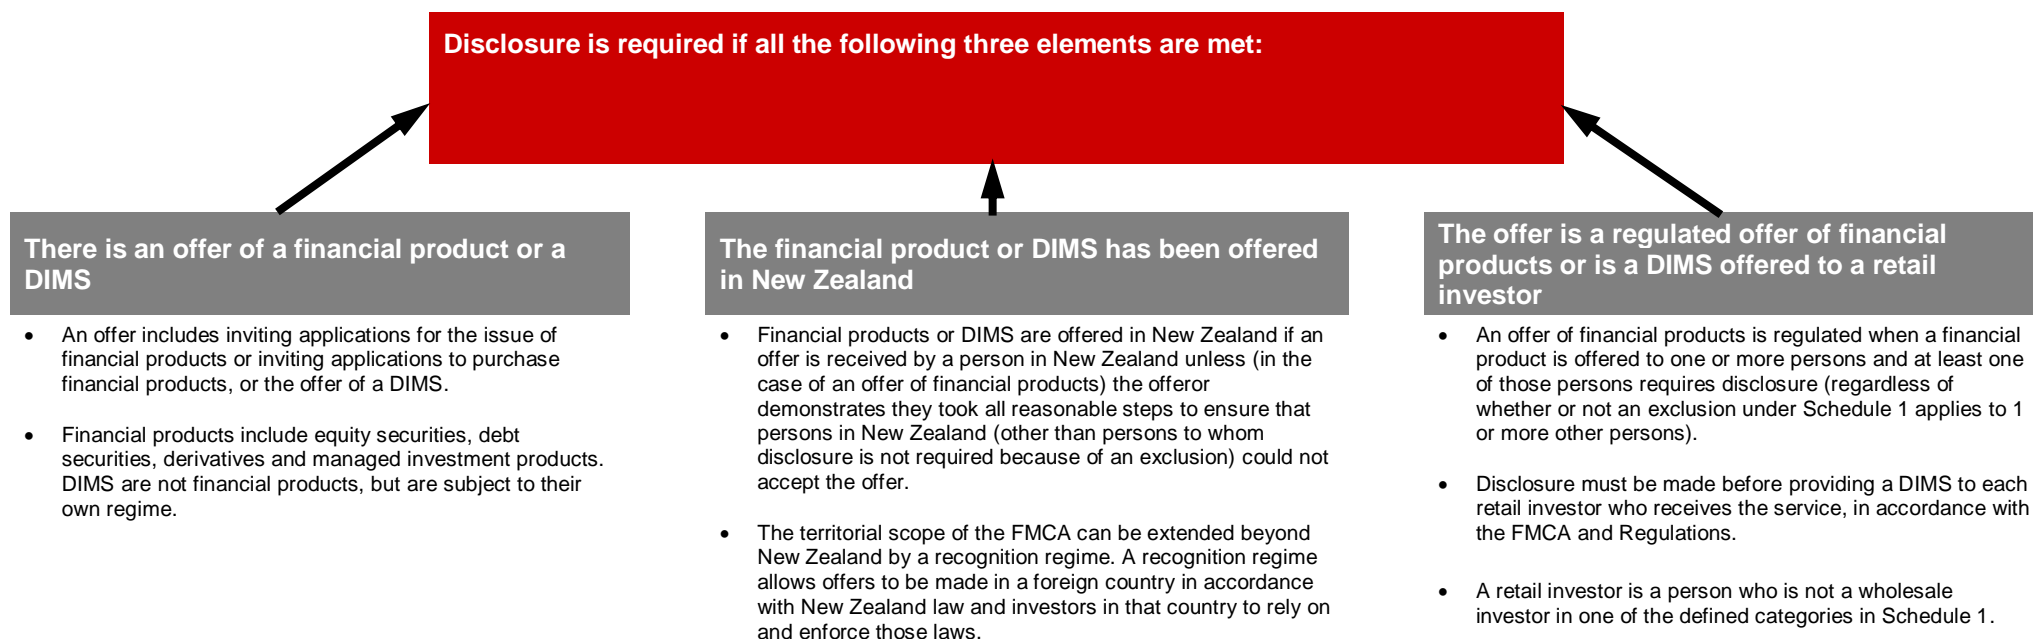 Disclosure is required if all the following three elements are met:
There is an offer of a financial product or a
DIMS
• An offer includes inviting applications for the issue of
financial products or inviting applications to purchase
financial products, or the offer of a DIMS.
• Financial products include equity securities, debt
securities, derivatives and managed investment products.
DIMS are not financial products, but are subject to their
own regime.
The financial product or DIMS has been offered
in New Zealand
• Financial products or DIMS are offered in New Zealand if an
offer is received by a person in New Zealand unless (in the
case of an offer of financial products) the offeror
demonstrates they took all reasonable steps to ensure that
persons in New Zealand (other than persons to whom
disclosure is not required because of an exclusion) could not
accept the offer.
• The territorial scope of the FMCA can be extended beyond
New Zealand by a recognition regime. A recognition regime
allows offers to be made in a foreign country in accordance
with New Zealand law and investors in that country to rely on
and enforce those laws.
The offer is a regulated offer of financial
products or is a DIMS offered to a retail
investor
• An offer of financial products is regulated when a financial
product is offered to one or more persons and at least one
of those persons requires disclosure (regardless of
whether or not an exclusion under Schedule 1 applies to 1
or more other persons).
• Disclosure must be made before providing a DIMS to each
retail investor who receives the service, in accordance with
the FMCA and Regulations.
• A retail investor is a person who is not a wholesale
investor in one of the defined categories in Schedule 1.